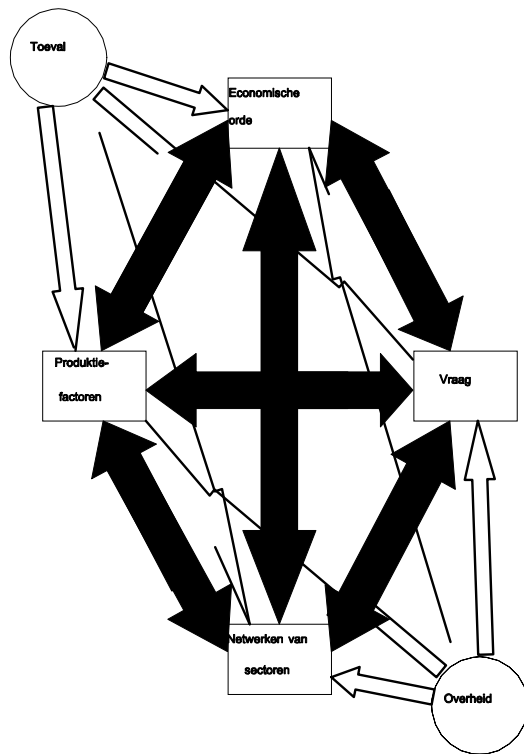 Toeval
Economische
orde
Produktie-
factoren
Vraag
Netwerken van
sectoren
Overheid